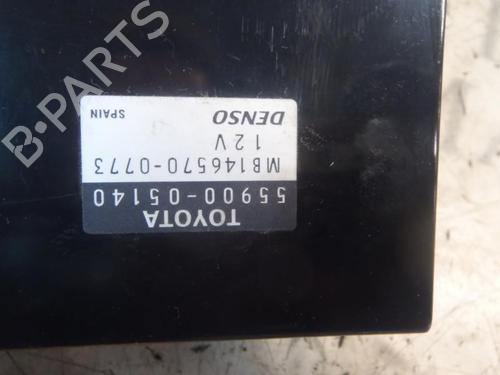 TOYOTA
55900-05140
MB146570-0773
12V
DENSO
SPAIN
B-PARTS